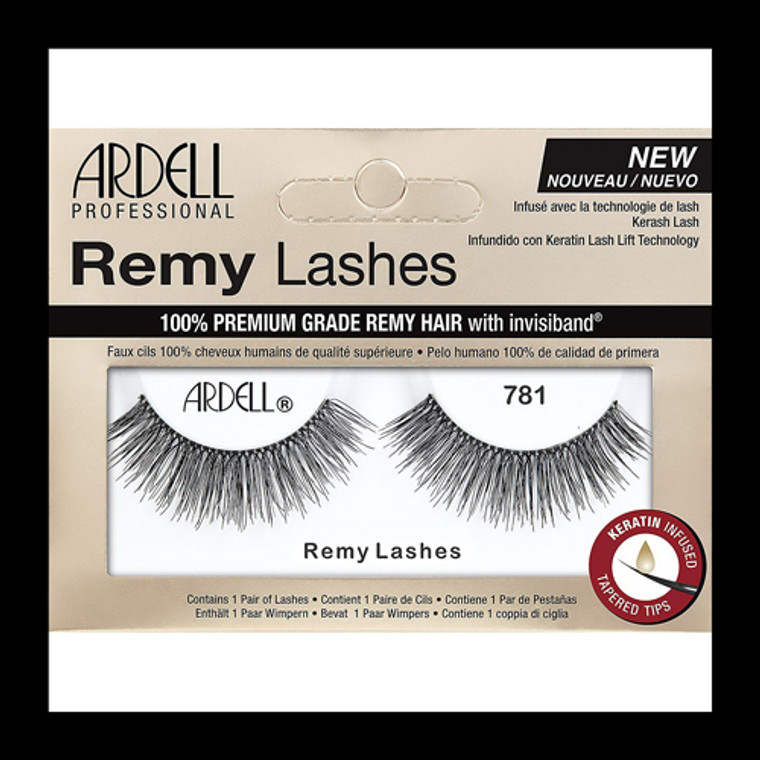 ARDELL
PROFESSIONAL
NEW
NOUVEAU / NUEVO
Infusé avec la technologie de lash
Kerash Lash
Infundido con Keratin Lash Lift Technology
Remy Lashes
100% PREMIUM GRADE REMY HAIR with invisiband®
Faux cils 100% cheveux humains de qualité supérieure • Pelo humano 100% de calidad de primera
ARDELL®
781
Remy Lashes
KERATIN INFUSED
TAPERED TIPS
Contains 1 Pair of Lashes • Contient 1 Paire de Cils • Contiene 1 Par de Pestañas
Enthält 1 Paar Wimpern • Bevat 1 Paar Wimpers • Contiene 1 coppia di ciglia